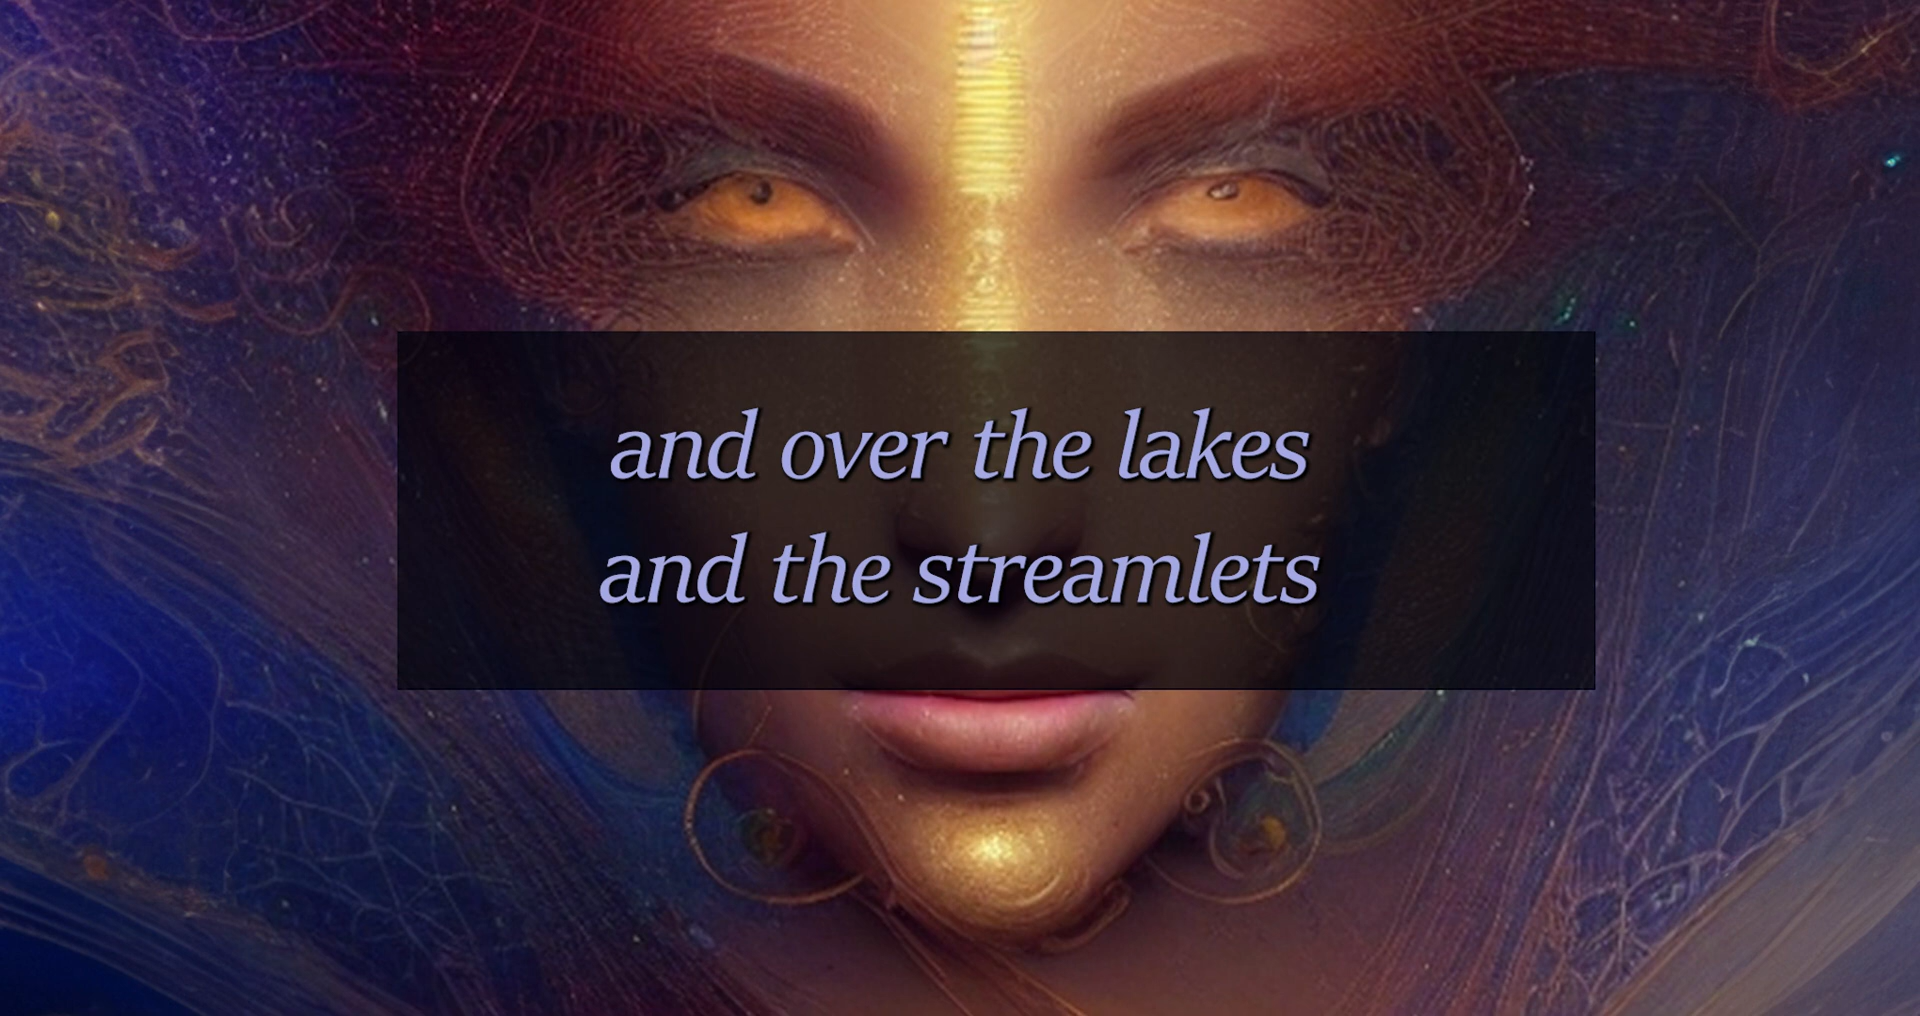 and over the lakes
and the streamlets